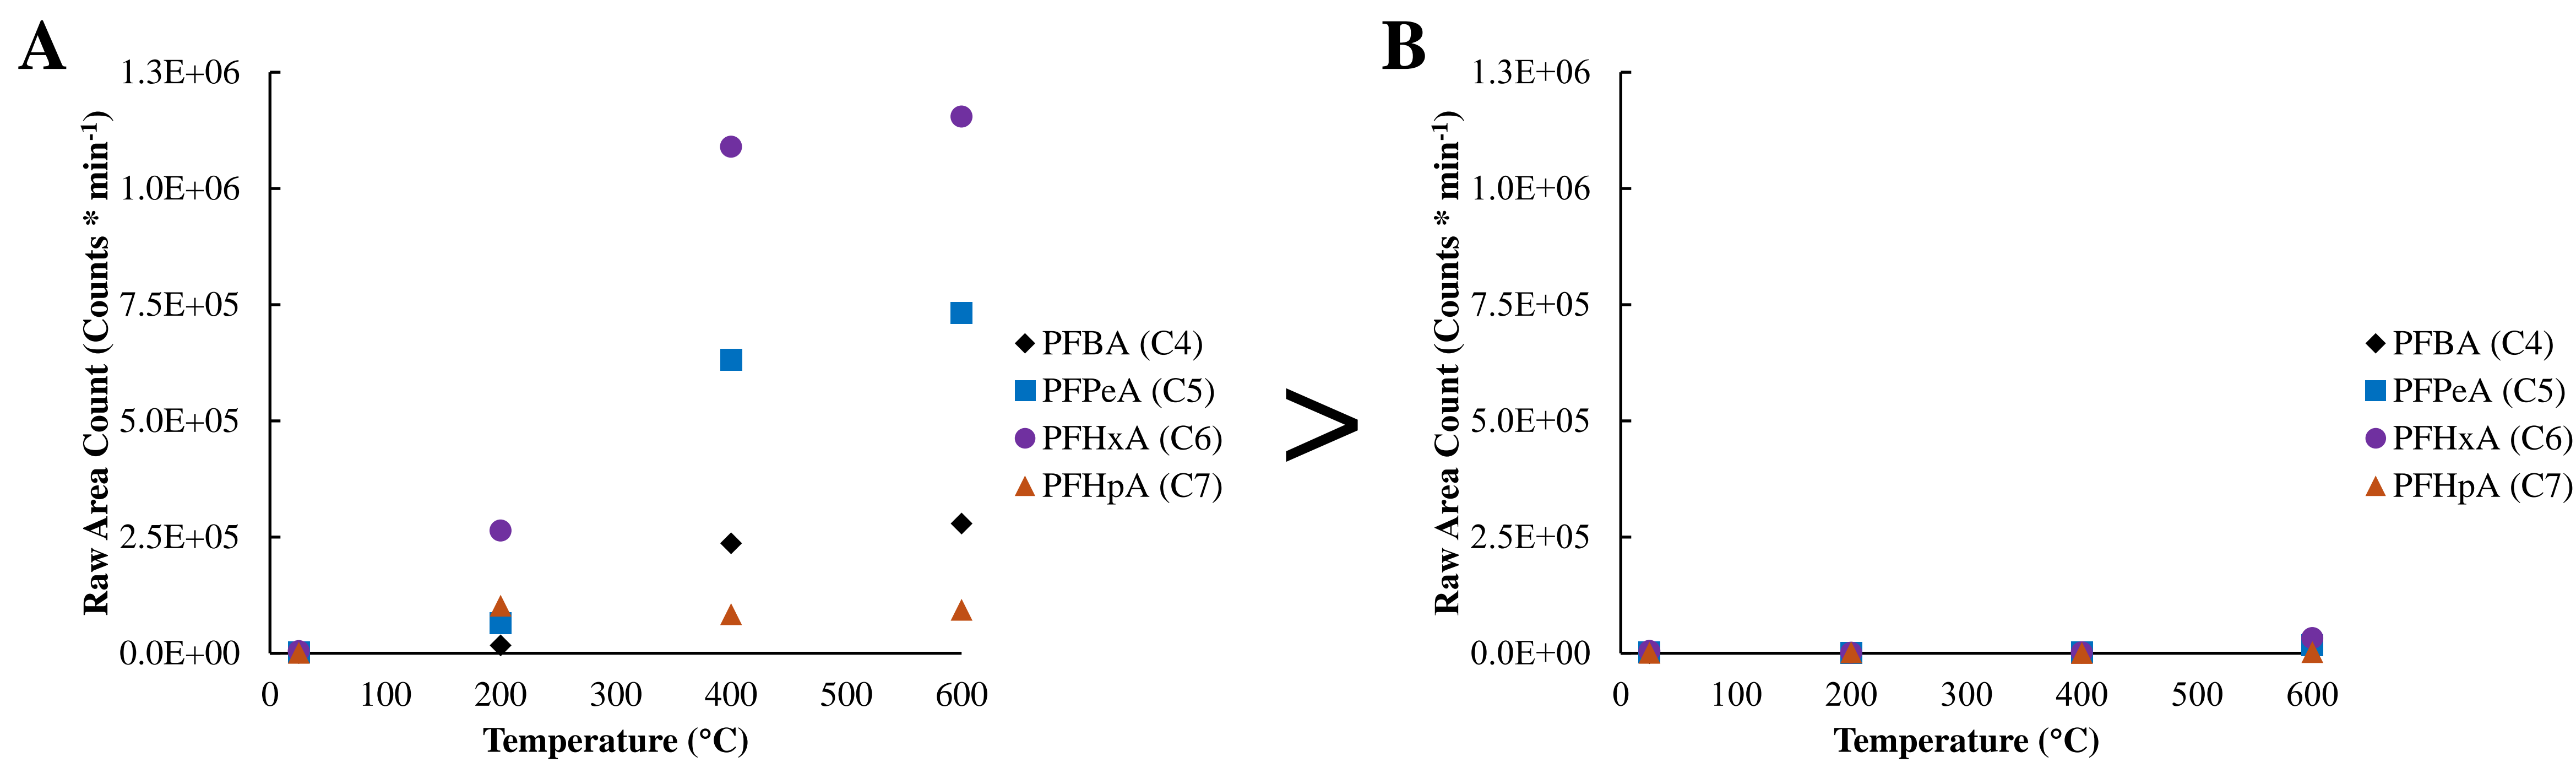 A
1.3E+06
1.0E+06
7.5E+05
5.0E+05
2.5E+05
0.0E+00
Raw Area Count (Counts * min⁻¹)
0 100 200 300 400 500 600
Temperature (°C)
PFBA (C4)
PFPeA (C5)
PFHxA (C6)
PFHpA (C7)
>
B
1.3E+06
1.0E+06
7.5E+05
5.0E+05
2.5E+05
0.0E+00
Raw Area Count (Counts * min⁻¹)
0 100 200 300 400 500 600
Temperature (°C)
PFBA (C4)
PFPeA (C5)
PFHxA (C6)
PFHpA (C7)